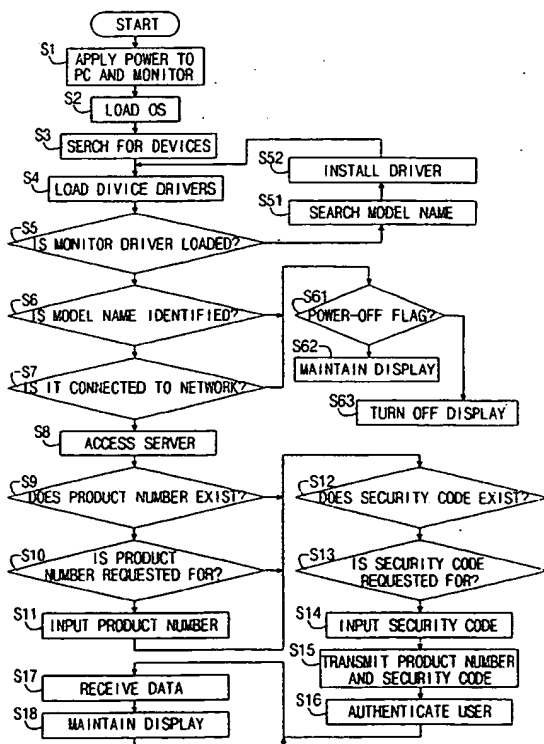 START
S1
APPLY POWER TO
PC AND MONITOR
S2
LOAD OS
S3
SERCH FOR DEVICES
S4
LOAD DIVICE DRIVERS
S52
INSTALL DRIVER
S51
SEARCH MODEL NAME
S5
IS MONITOR DRIVER LOADED?
S6
IS MODEL NAME IDENTIFIED?
S61
POWER-OFF FLAG?
S62
MAINTAIN DISPLAY
S63
TURN OFF DISPLAY
S7
IS IT CONNECTED TO NETWORK?
S8
ACCESS SERVER
S9
DOES PRODUCT NUMBER EXIST?
S10
IS PRODUCT
NUMBER REQUESTED FOR?
S11
INPUT PRODUCT NUMBER
S12
DOES SECURITY CODE EXIST?
S13
IS SECURITY CODE
REQUESTED FOR?
S14
INPUT SECURITY CODE
S15
TRANSMIT PRODUCT NUMBER
AND SECURITY CODE
S16
AUTHENTICATE USER
S17
RECEIVE DATA
S18
MAINTAIN DISPLAY